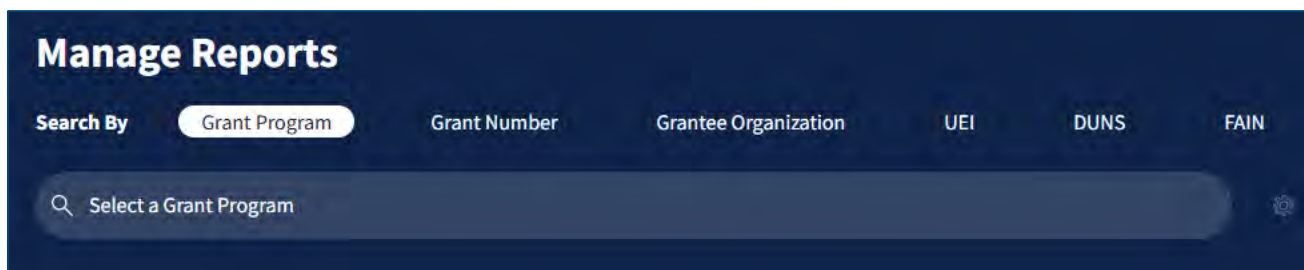 Manage Reports
Search By Grant Program Grant Number Grantee Organization UEI DUNS FAIN
Select a Grant Program